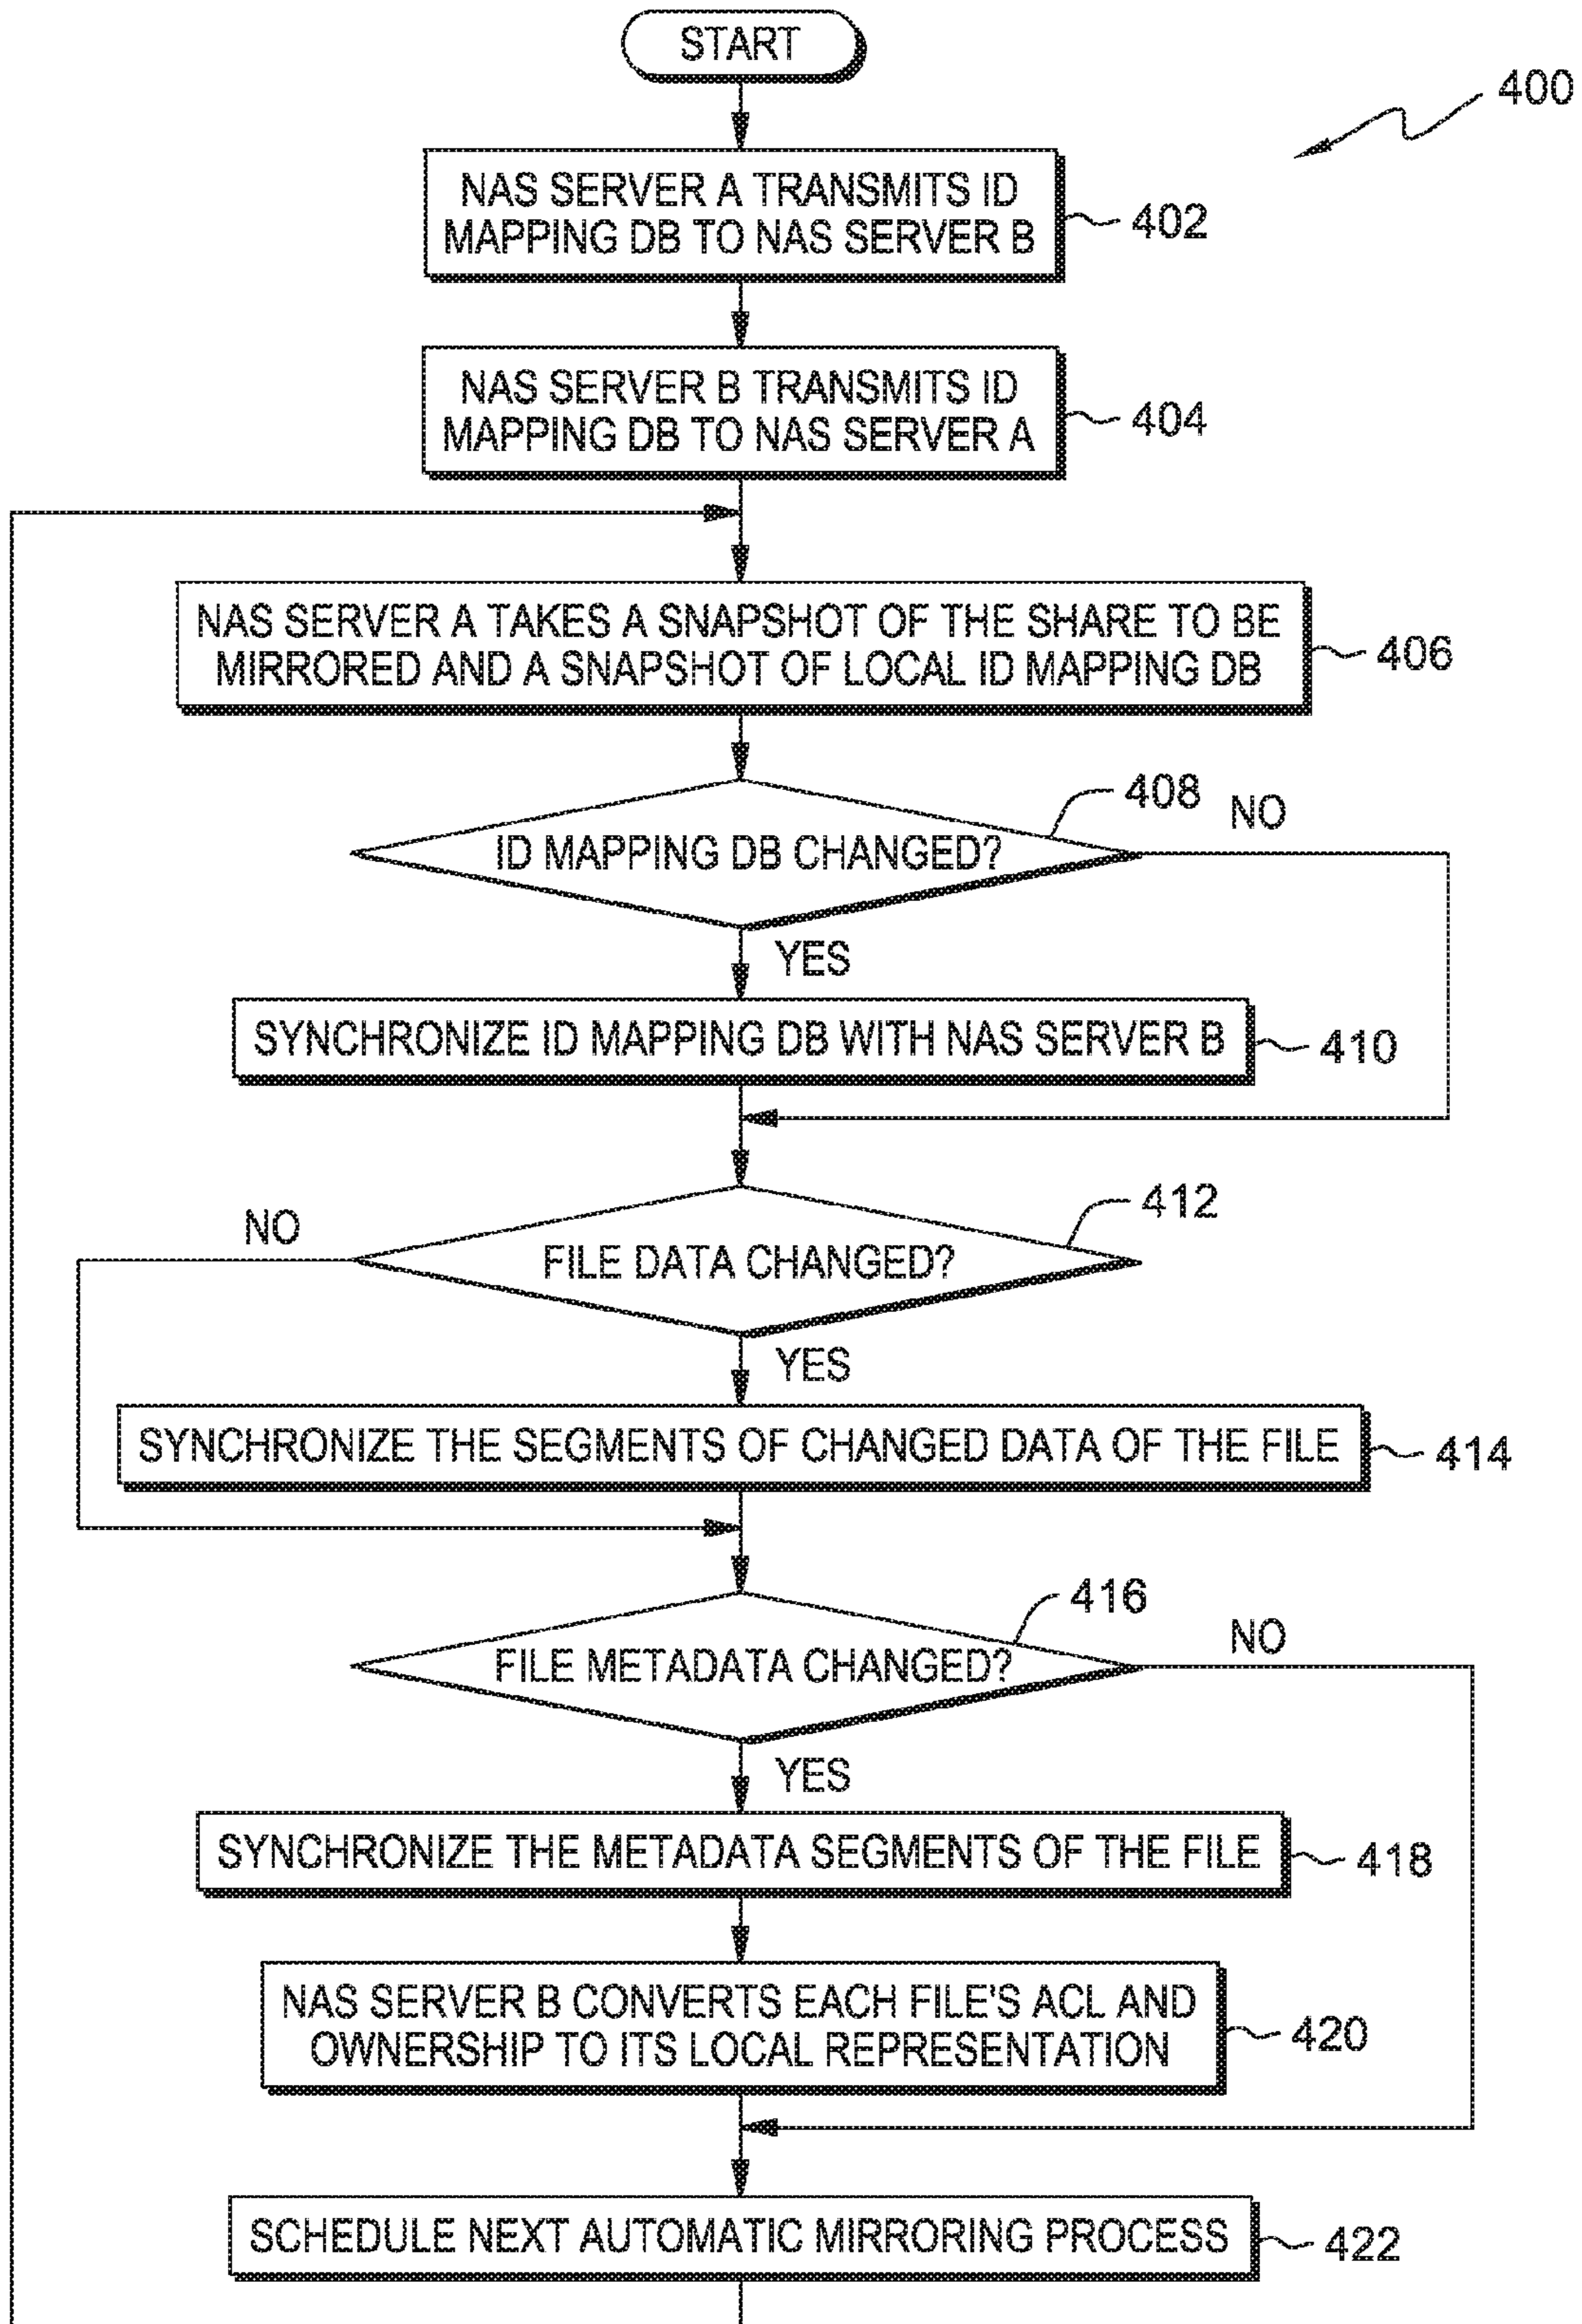 START
400
NAS SERVER A TRANSMITS ID
MAPPING DB TO NAS SERVER B
402
NAS SERVER B TRANSMITS ID
MAPPING DB TO NAS SERVER A
404
NAS SERVER A TAKES A SNAPSHOT OF THE SHARE TO BE
MIRRORED AND A SNAPSHOT OF LOCAL ID MAPPING DB
406
ID MAPPING DB CHANGED?
408
NO
YES
SYNCHRONIZE ID MAPPING DB WITH NAS SERVER B
410
FILE DATA CHANGED?
412
NO
YES
SYNCHRONIZE THE SEGMENTS OF CHANGED DATA OF THE FILE
414
FILE METADATA CHANGED?
416
NO
YES
SYNCHRONIZE THE METADATA SEGMENTS OF THE FILE
418
NAS SERVER B CONVERTS EACH FILE'S ACL AND
OWNERSHIP TO ITS LOCAL REPRESENTATION
420
SCHEDULE NEXT AUTOMATIC MIRRORING PROCESS
422